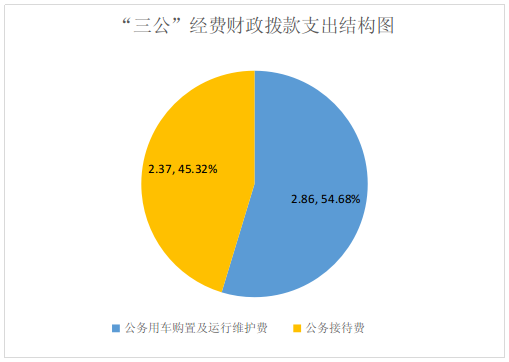 “三公”经费财政拨款支出结构图
2.37, 45.32%
2.86, 54.68%
公务用车购置及运行维护费
公务接待费